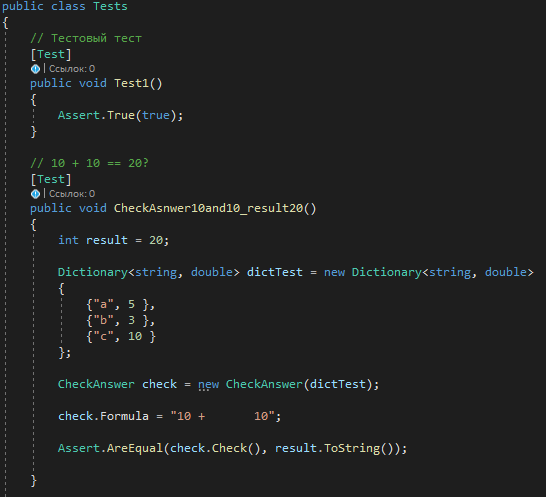 public class Tests
{
// Тестовый тест
[Test]
| Ссылок: 0
public void Test1()
{
Assert.True(true);
}
// 10 + 10 == 20?
[Test]
| Ссылок: 0
public void CheckAsnwer10and10_result20()
{
int result = 20;
Dictionary<string, double> dictTest = new Dictionary<string, double>
{
{"a", 5 },
{"b", 3 },
{"c", 10 }
};
CheckAnswer check = new CheckAnswer(dictTest);
check.Formula = "10 +       10";
Assert.AreEqual(check.Check(), result.ToString());
}